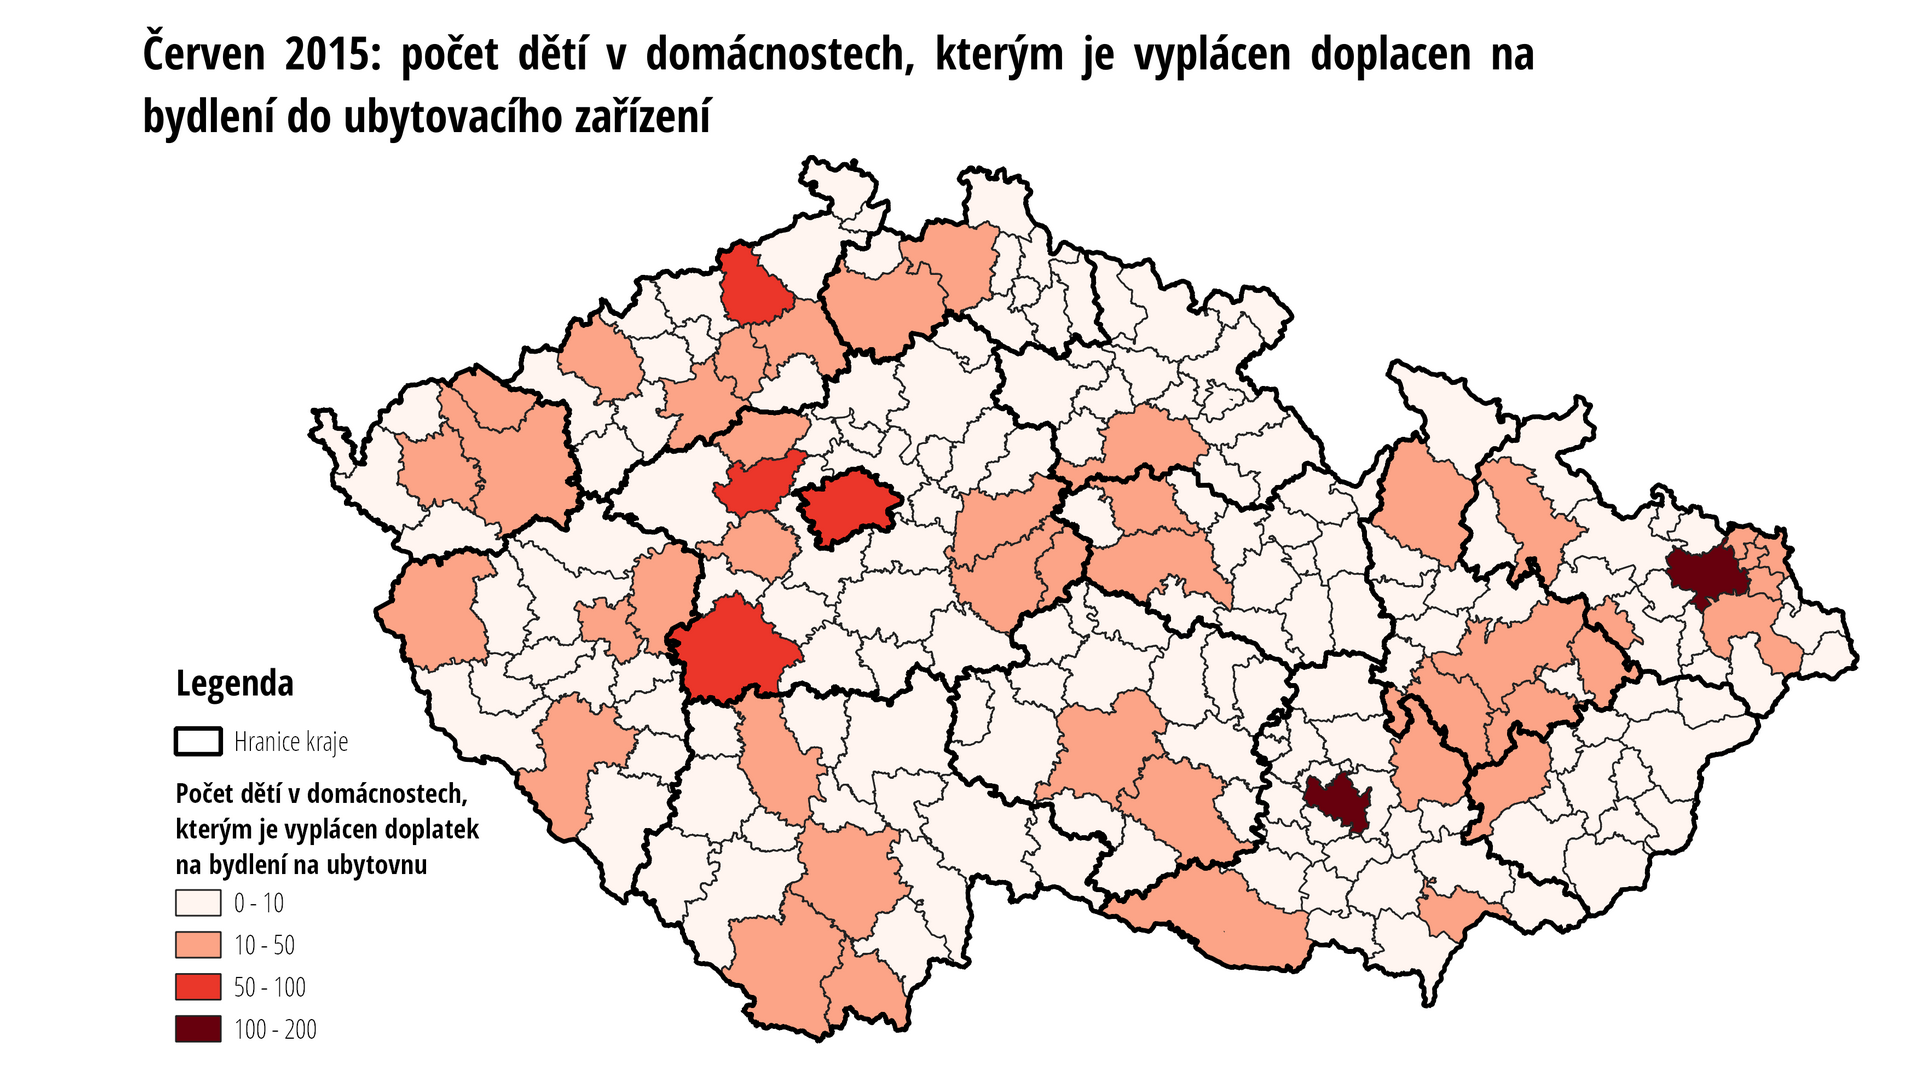 Červen 2015: počet dětí v domácnostech, kterým je vyplácen doplacen na
bydlení do ubytovacího zařízení
Legenda
Hranice kraje
Počet dětí v domácnostech,
kterým je vyplácen doplatek
na bydlení na ubytovnu
0 - 10
10 - 50
50 - 100
100 - 200